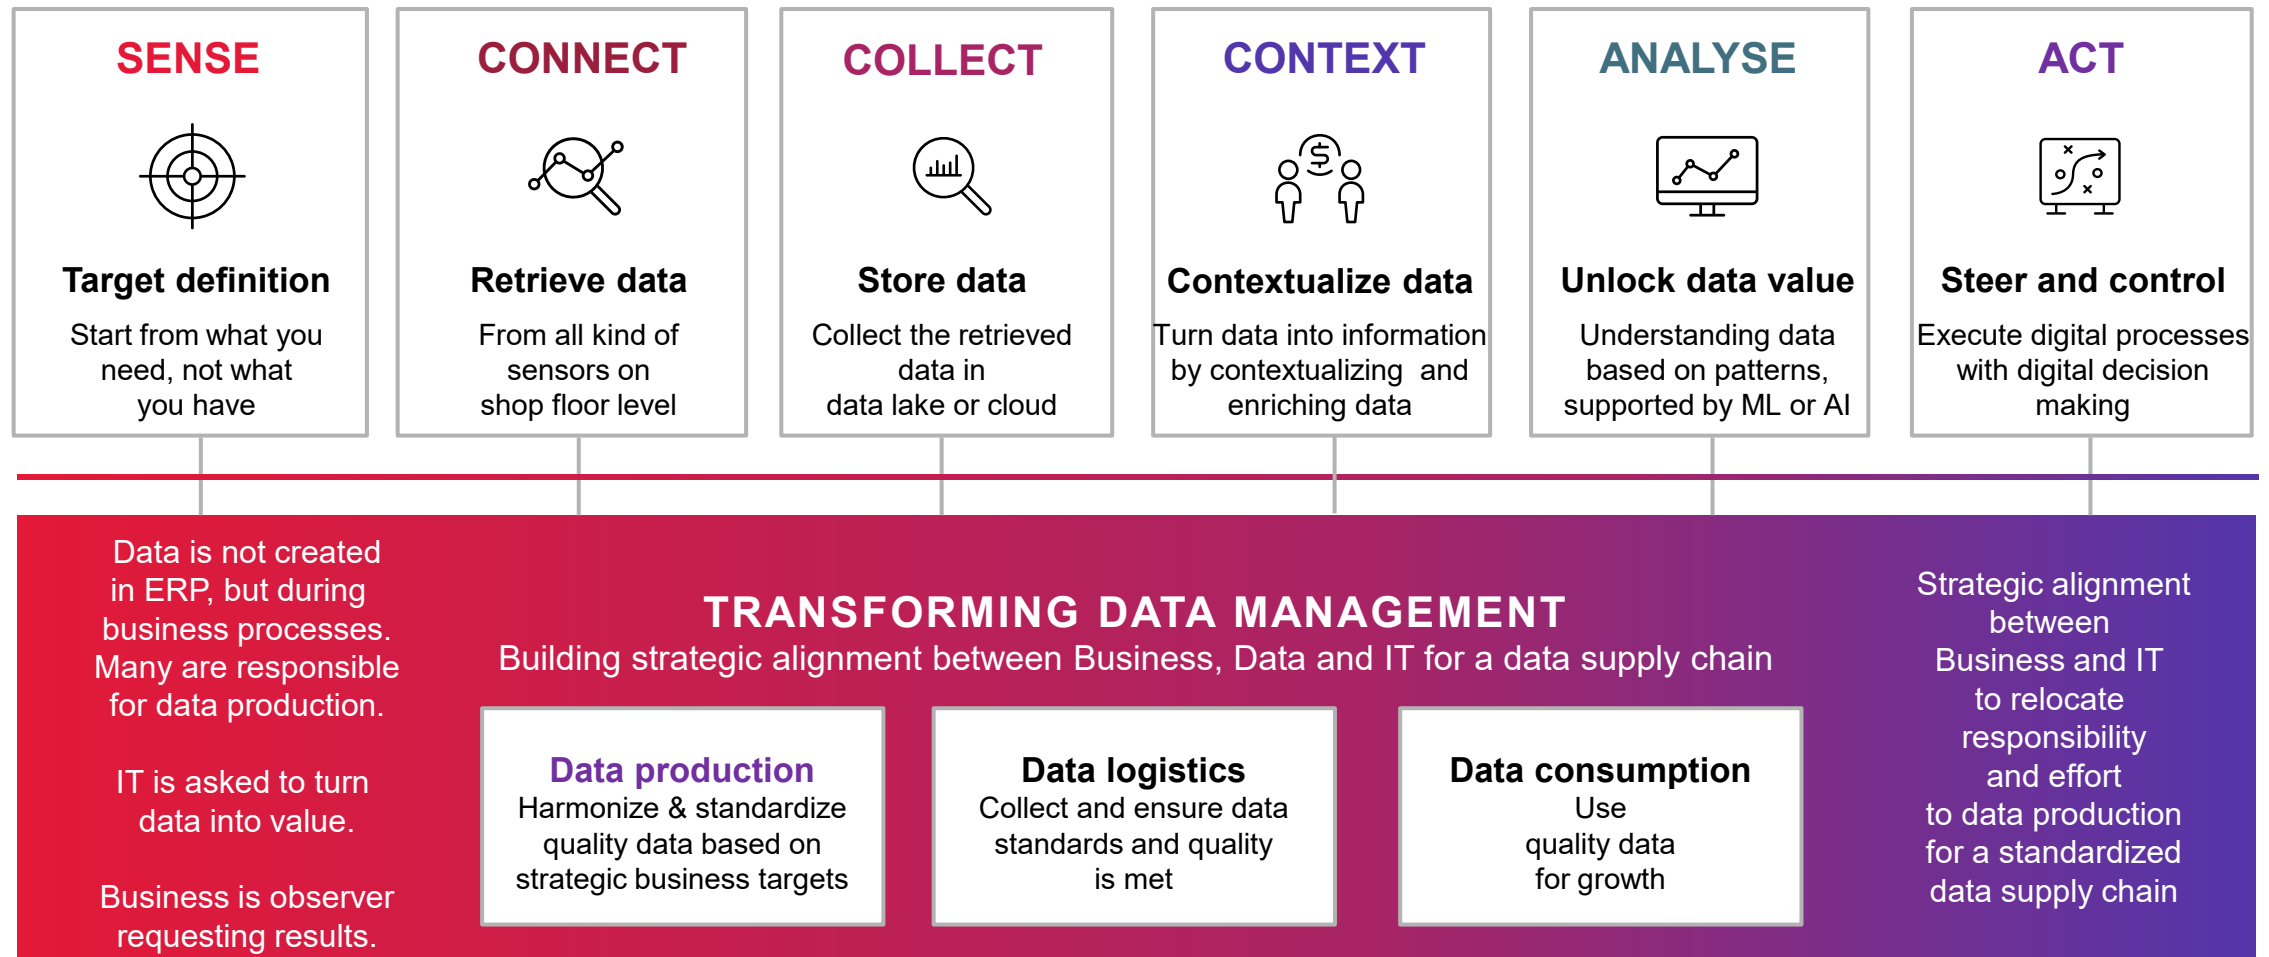 SENSE
Target definition
Start from what you
need, not what
you have
CONNECT
Retrieve data
From all kind of
sensors on
shop floor level
COLLECT
Store data
Collect the retrieved
data in
data lake or cloud
CONTEXT
$
Contextualize data
Turn data into information
by contextualizing and
enriching data
ANALYSE
Unlock data value
Understanding data
based on patterns,
supported by ML or AI
ACT
Steer and control
Execute digital processes
with digital decision
making
Data is not created
in ERP, but during
business processes.
Many are responsible
for data production.
IT is asked to turn
data into value.
Business is observer
requesting results.
TRANSFORMING DATA MANAGEMENT
Building strategic alignment between Business, Data and IT for a data supply chain
Data production
Harmonize & standardize
quality data based on
strategic business targets
Data logistics
Collect and ensure data
standards and quality
is met
Data consumption
Use
quality data
for growth
Strategic alignment
between
Business and IT
to relocate
responsibility
and effort
to data production
for a standardized
data supply chain